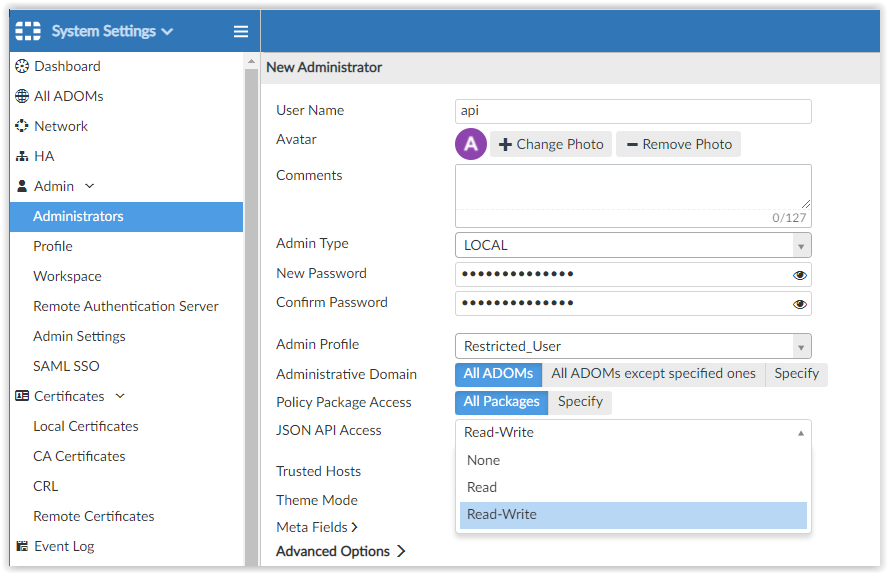 System Settings
Dashboard
All ADOMs
Network
HA
Admin
Administrators
Profile
Workspace
Remote Authentication Server
Admin Settings
SAML SSO
Certificates
Local Certificates
CA Certificates
CRL
Remote Certificates
Event Log
New Administrator
User Name api
Avatar A Change Photo Remove Photo
Comments
0/127
Admin Type LOCAL
New Password ••••••••••••••
Confirm Password ••••••••••••••
Admin Profile Restricted_User
Administrative Domain All ADOMs All ADOMs except specified ones Specify
Policy Package Access All Packages Specify
JSON API Access Read-Write
None
Read
Read-Write
Trusted Hosts
Theme Mode
Meta Fields
Advanced Options